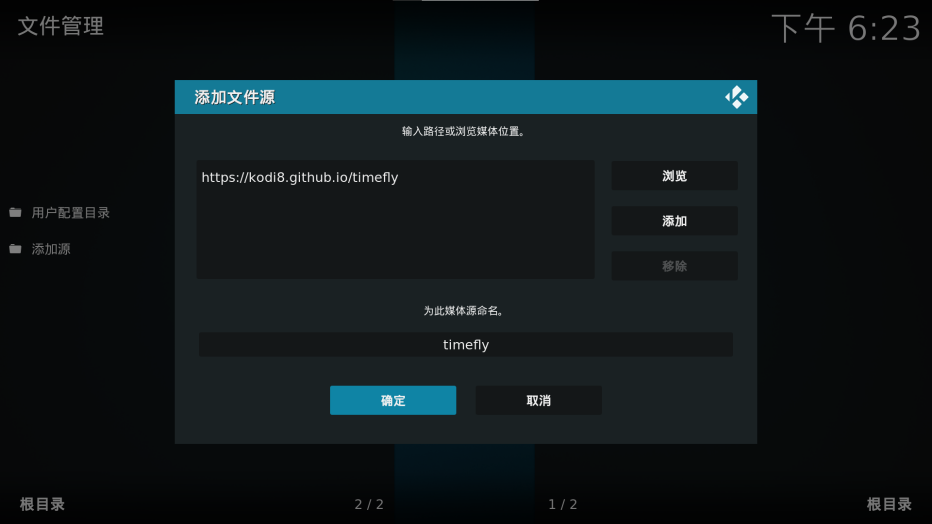 文件管理
下午 6:23
添加文件源
输入路径或浏览媒体位置。
https://kodi8.github.io/timefly
浏览
添加
移除
用户配置目录
添加源
为此媒体源命名。
timefly
确定
取消
根目录
2 / 2
1 / 2
根目录